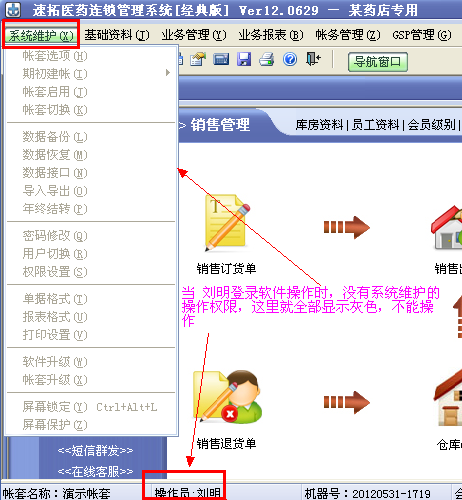 速拓医药连锁管理系统[经典版] Ver12.0629 - 某药店专用
系统维护(X) 基础资料(I) 业务管理(Y) 业务报表(B) 帐务管理(Z) GSP管理(G)
帐套选项(H)
期初建帐(I)
帐套启用(T)
帐套切换(K)
导航窗口
数据备份(L)
数据恢复(M)
数据接口(N)
导入导出(O)
年终结转(P)
> 销售管理
库房资料|员工资料|会员级别|
密码修改(Q)
用户切换(R)
权限设置(S)
销售订货单
单据格式(T)
报表格式(U)
打印设置(V)
当 刘明登录软件操作时，没有系统维护的
操作权限，这里就全部显示灰色，不能操
作
软件升级(W)
帐套升级(A)
屏幕锁定(Y) Ctrl+Alt+L
屏幕保护(Z)
销售退货单
仓库
<<短信群发>>
<<在线客服>>
帐套名称：演示帐套
操作员:刘明
机器号：20120531-1719